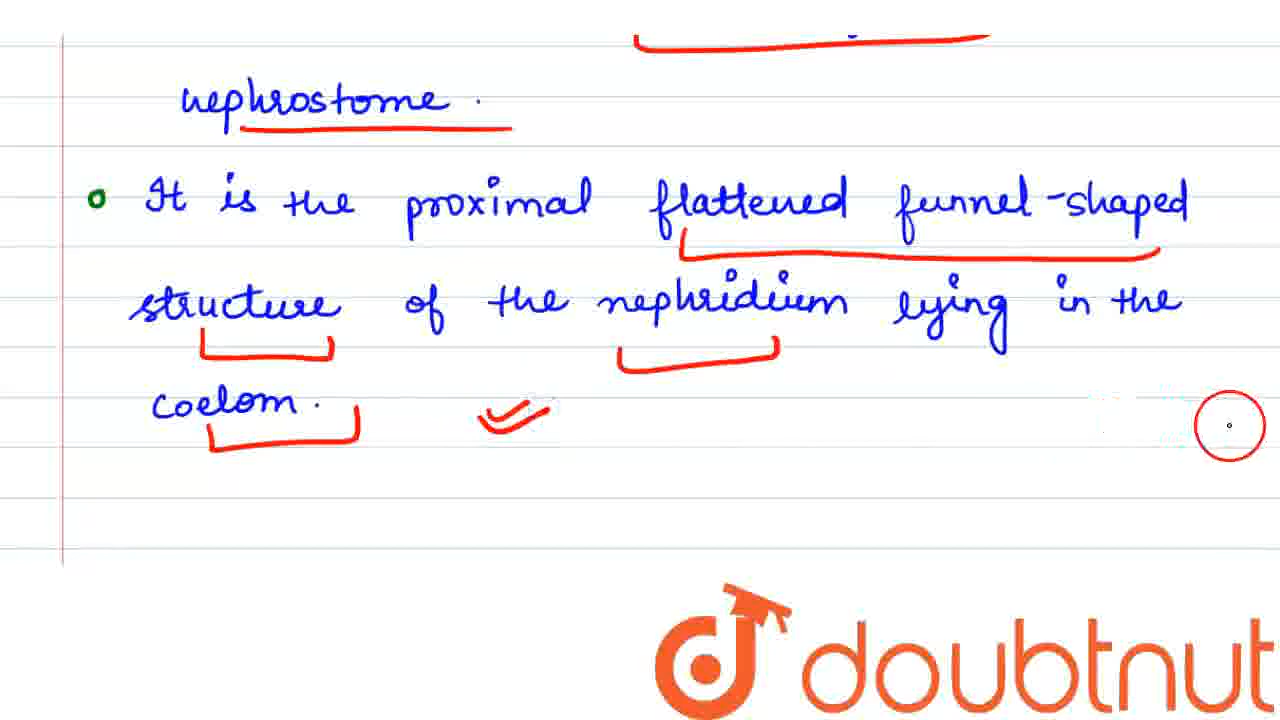 nephrostome.
It is the proximal flattened funnel-shaped
structure of the nephridium lying in the
coelom.
doubtnut